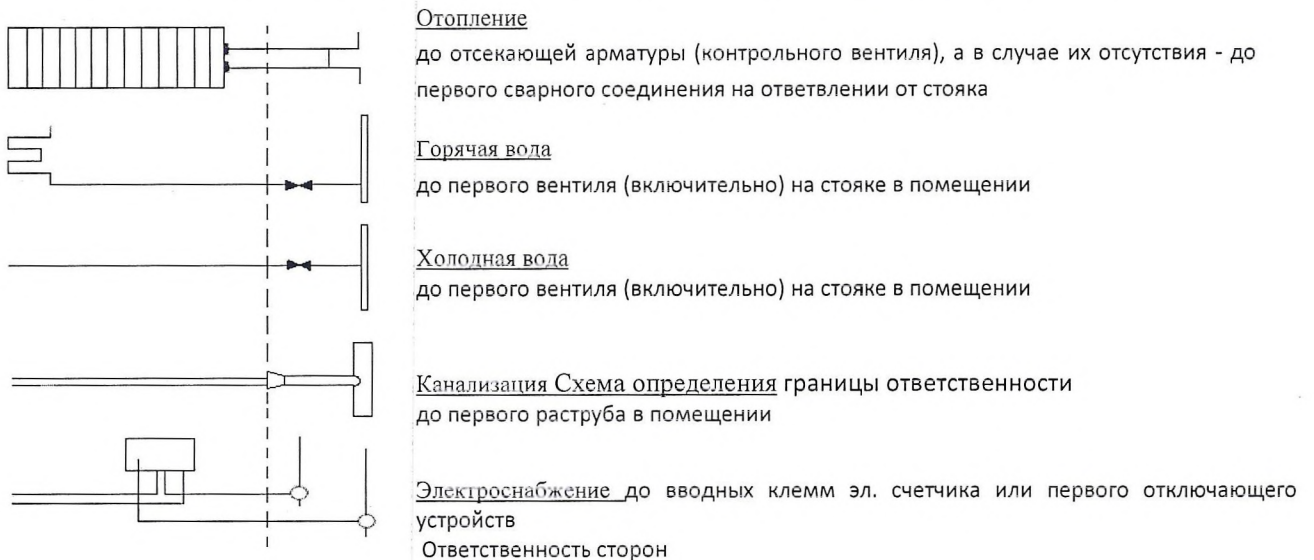 Отопление
до отсекающей арматуры (контрольного вентиля), а в случае их отсутствия - до
первого сварного соединения на ответвлении от стояка
Горячая вода
до первого вентиля (включительно) на стояке в помещении
Холодная вода
до первого вентиля (включительно) на стояке в помещении
Канализация Схема определения границы ответственности
до первого раструба в помещении
Электроснабжение до вводных клемм эл. счетчика или первого отключающего
устройств
Ответственность сторон